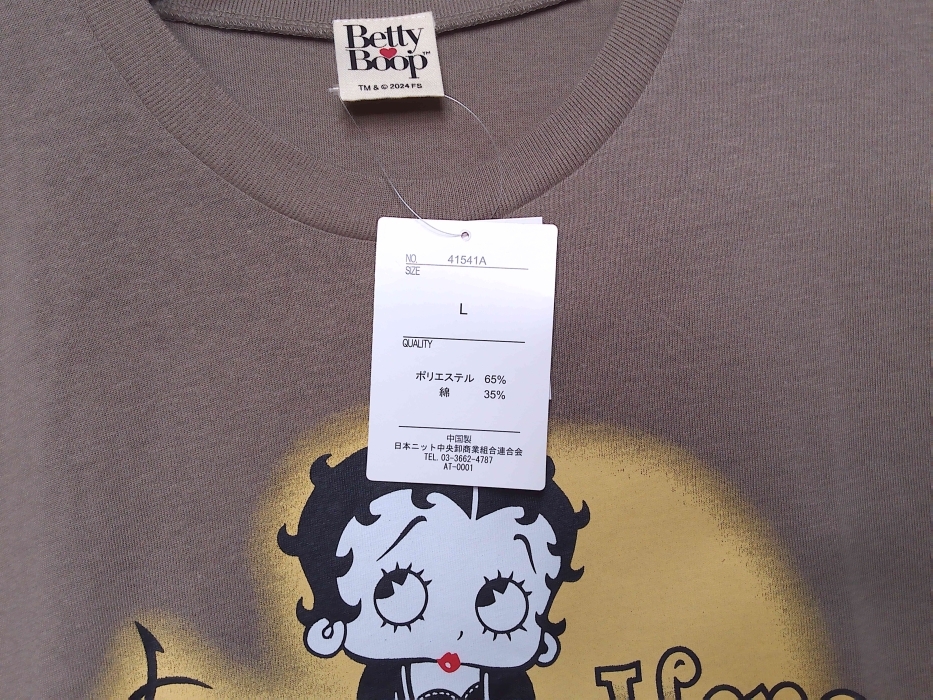 Betty
Boop™
TM & © 2024 FS
NO. 41541A
SIZE
L
QUALITY
ポリエステル 65%
綿 35%
中国製
日本ニット中央卸商業組合連合会
TEL. 03-3662-4787
AT-0001